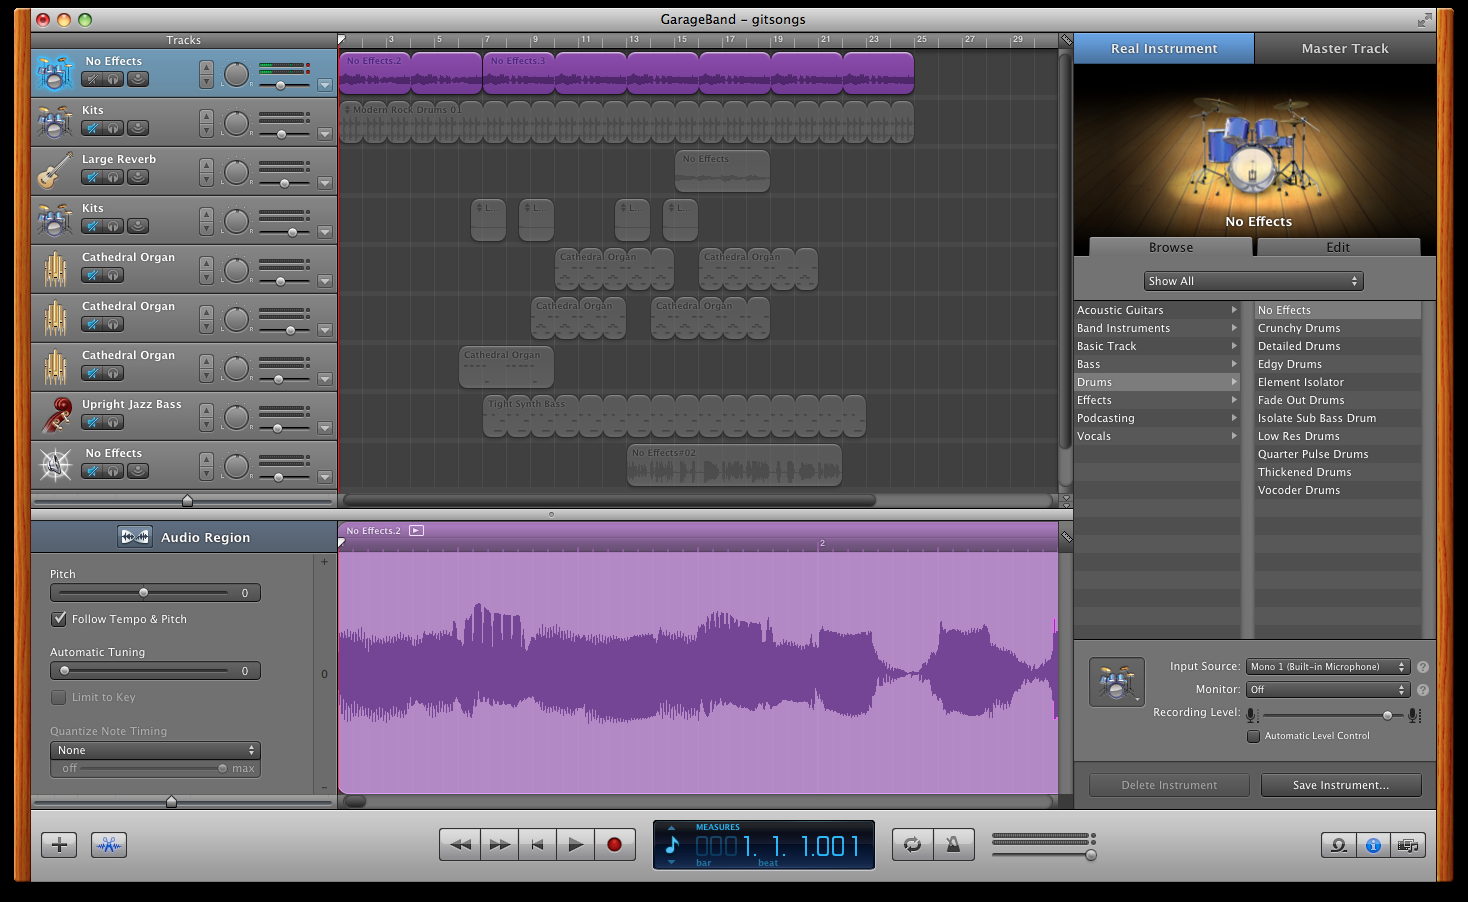 GarageBand - gitsongs
Tracks
3 5 7 9 11 13 15 17 19 21 23 25 27 29
Real Instrument
Master Track
No Effects
L R
No Effects.2
No Effects.3
Kits
L R
Modern Rock Drums 01
Large Reverb
L R
No Effects
Kits
L R
L... L... L... L...
Cathedral Organ
L R
Cathedral Organ
Cathedral Organ
Cathedral Organ
L R
Cathedral Organ
Cathedral Organ
Cathedral Organ
L R
Cathedral Organ
Upright Jazz Bass
L R
Tight Synth Bass
No Effects
L R
No Effects#02
No Effects
Browse
Edit
Show All
Acoustic Guitars
Band Instruments
Basic Track
Bass
Drums
Effects
Podcasting
Vocals
No Effects
Crunchy Drums
Detailed Drums
Edgy Drums
Element Isolator
Fade Out Drums
Isolate Sub Bass Drum
Low Res Drums
Quarter Pulse Drums
Thickened Drums
Vocoder Drums
Audio Region
Pitch
0
Follow Tempo & Pitch
Automatic Tuning
0
Limit to Key
Quantize Note Timing
None
off
max
+
0
-
No Effects.2
2
Input Source:
Mono 1 (Built-in Microphone)
?
Monitor:
Off
?
Recording Level:
Automatic Level Control
Delete Instrument
Save Instrument...
MEASURES
0001. 1. 1.001
bar
beat